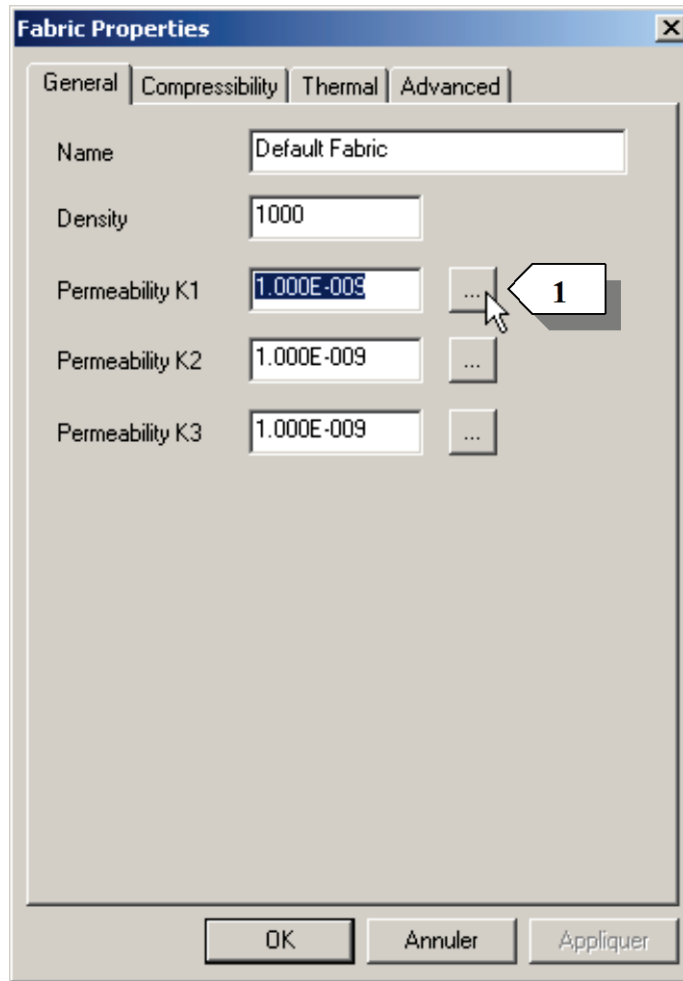 Fabric Properties
General Compressibility Thermal Advanced
Name Default Fabric
Density 1000
Permeability K1 1.000E-009 ... 1
Permeability K2 1.000E-009 ...
Permeability K3 1.000E-009 ...
OK Annuler Appliquer